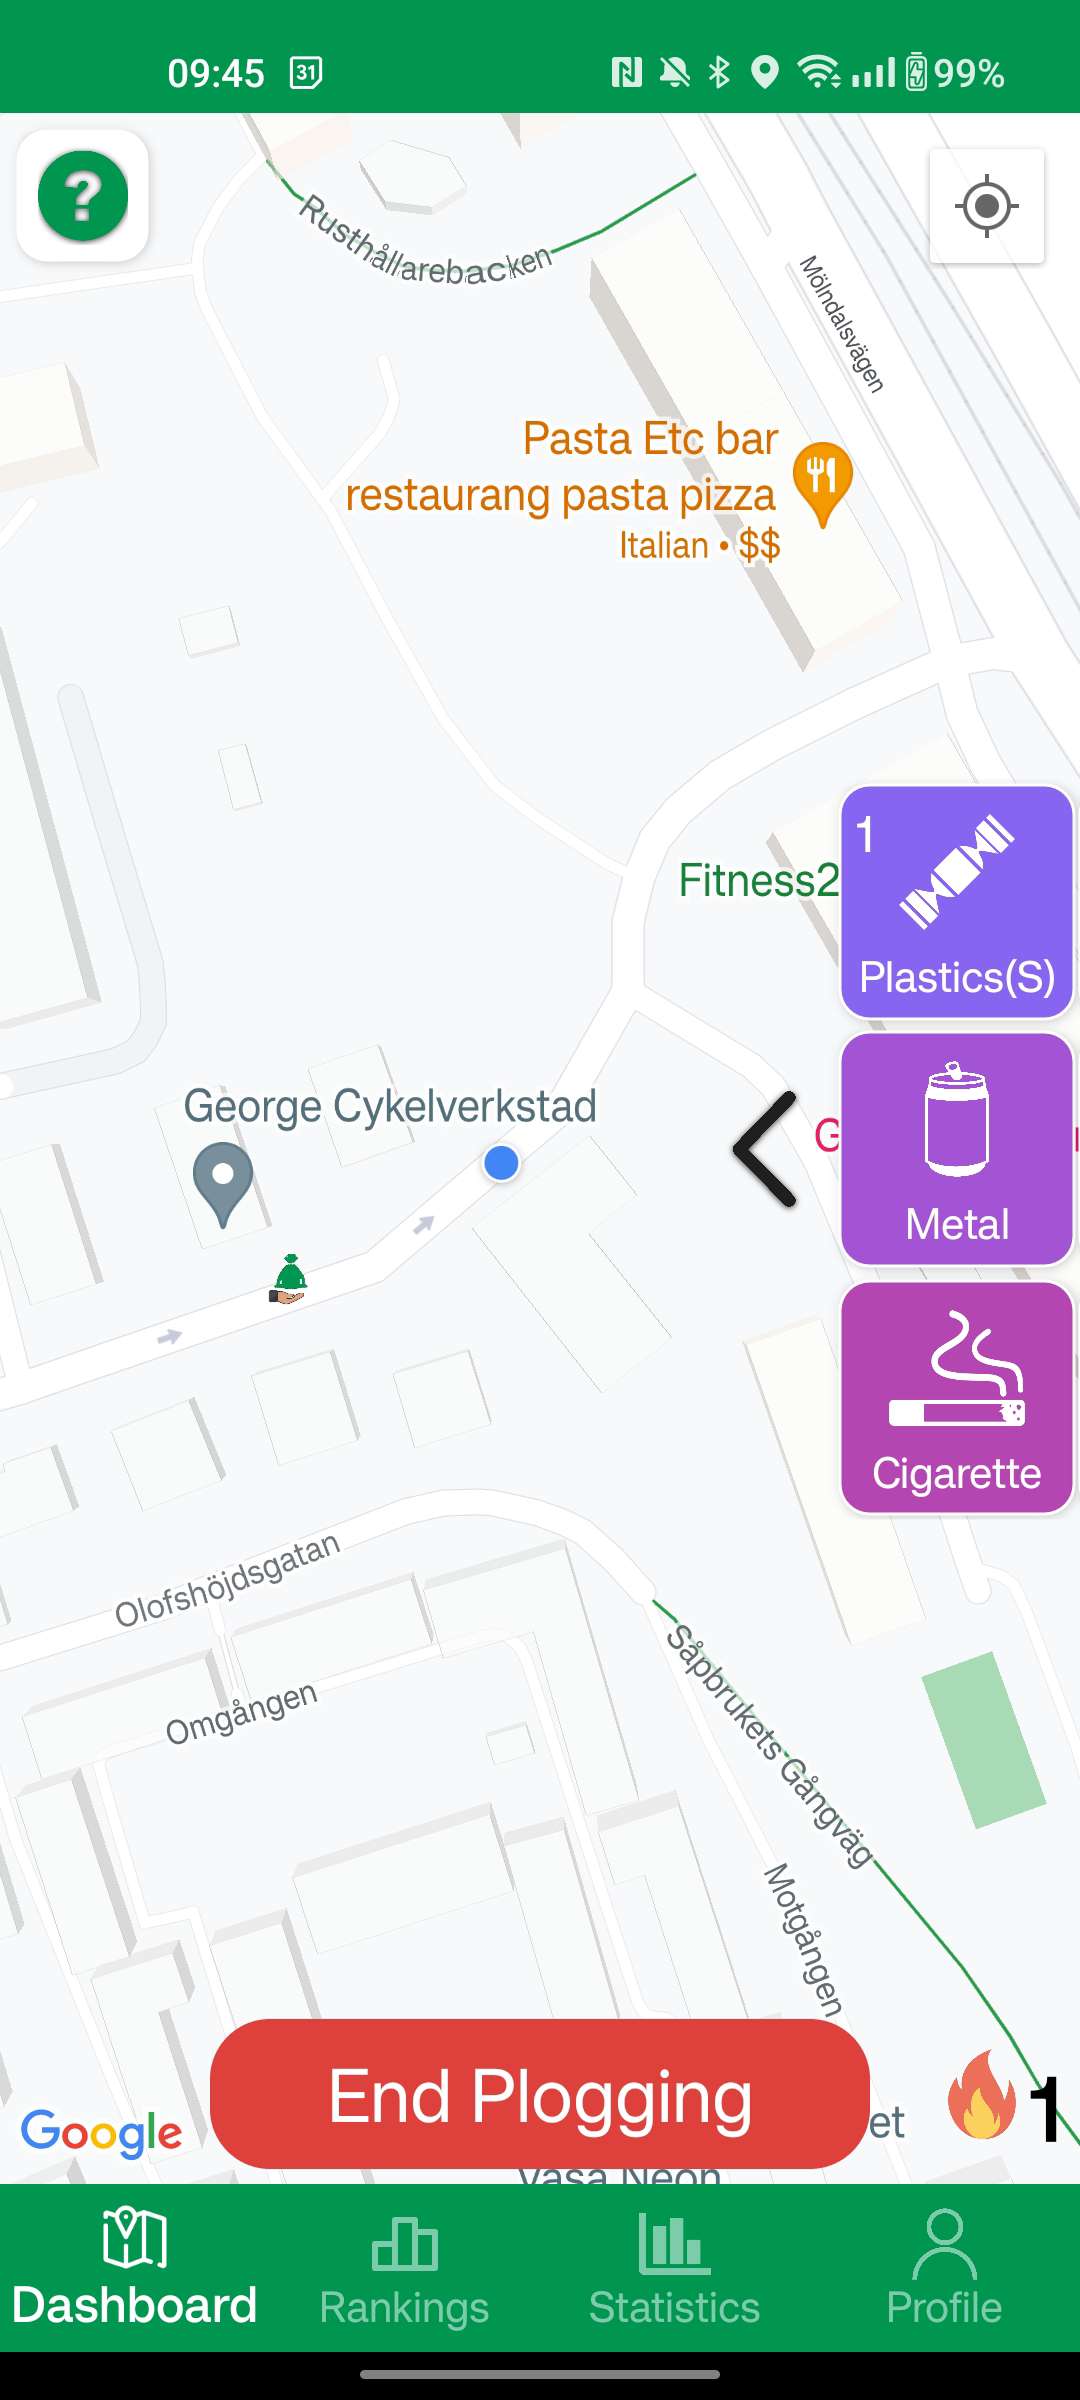 09:45 31 99%
?
Rusthållarebacken
Mölndalsvägen
Pasta Etc bar
restaurang pasta pizza
Italian • $$
1
Fitness2
Plastics(S)
George Cykelverkstad
G
Metal
Cigarette
Olofshöjdsgatan
Omgången
Såpbrukets Gångväg
Motgången
End Plogging
et
1
Google
Vasa Neon
Dashboard
Rankings
Statistics
Profile